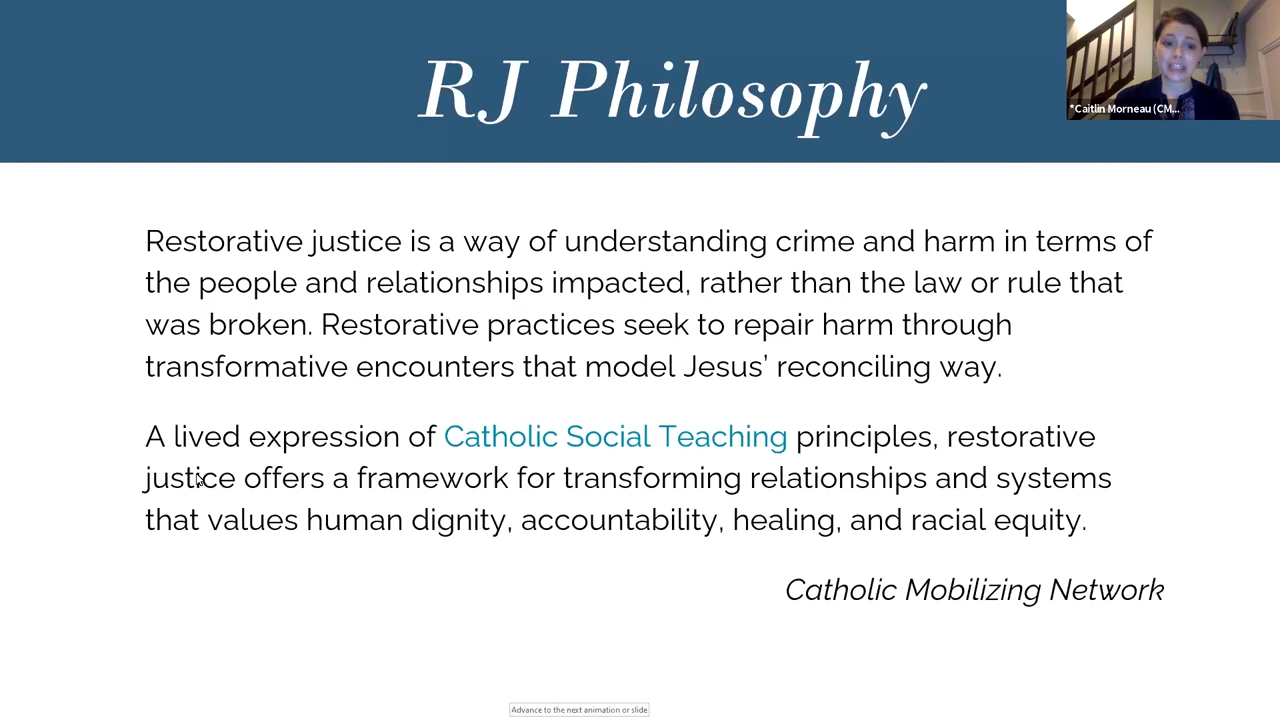 RJ Philosophy
*Caitlin Morneau (CM...
Restorative justice is a way of understanding crime and harm in terms of
the people and relationships impacted, rather than the law or rule that
was broken. Restorative practices seek to repair harm through
transformative encounters that model Jesus’ reconciling way.
A lived expression of Catholic Social Teaching principles, restorative
justice offers a framework for transforming relationships and systems
that values human dignity, accountability, healing, and racial equity.
Catholic Mobilizing Network
Advance to the next animation or slide